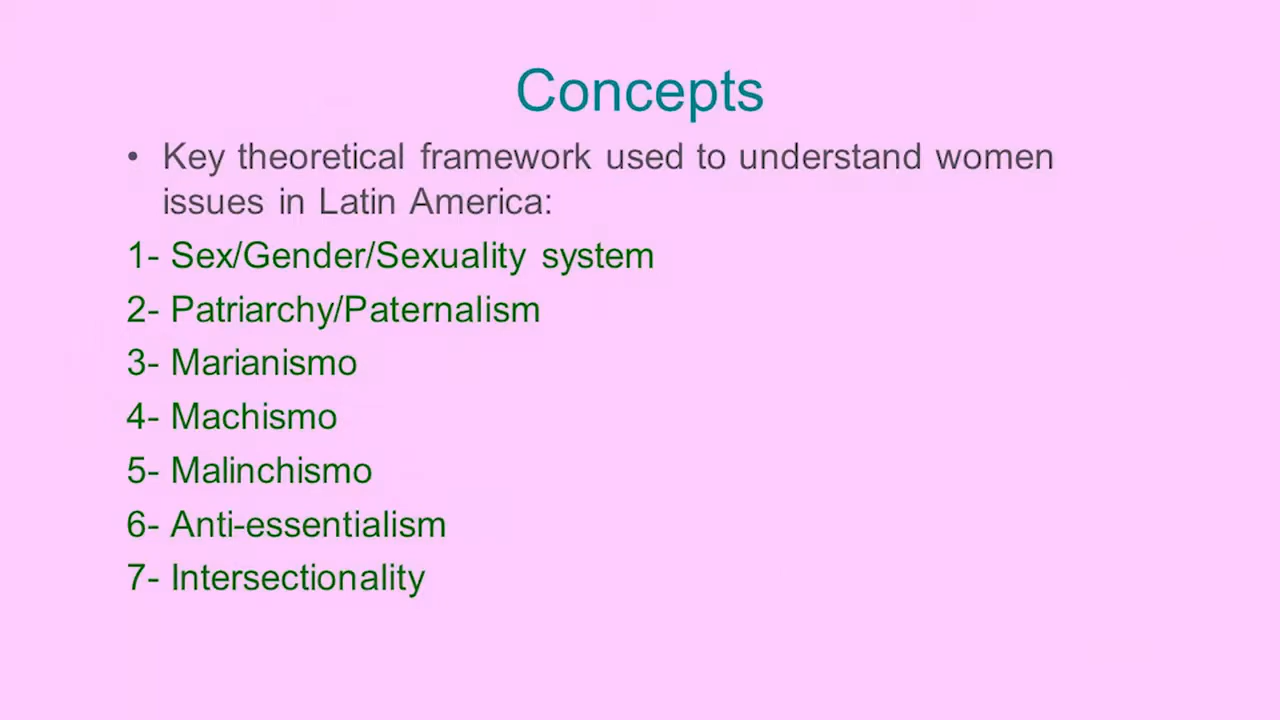 Concepts
• Key theoretical framework used to understand women
issues in Latin America:
1- Sex/Gender/Sexuality system
2- Patriarchy/Paternalism
3- Marianismo
4- Machismo
5- Malinchismo
6- Anti-essentialism
7- Intersectionality